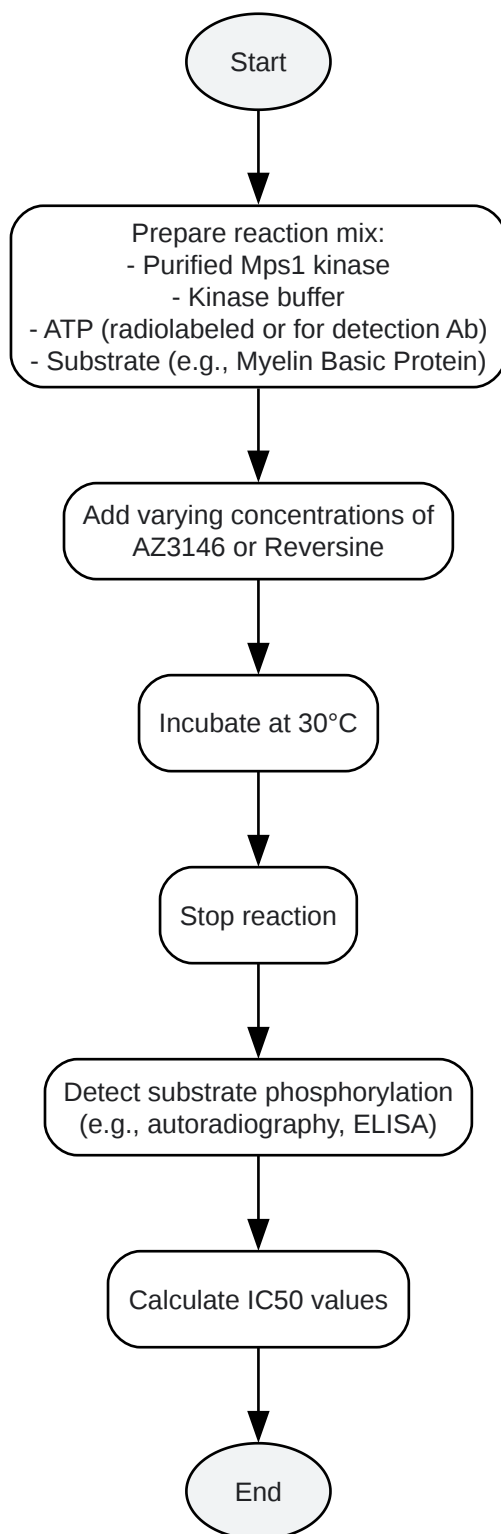 Start
Prepare reaction mix:
- Purified Mps1 kinase
- Kinase buffer
- ATP (radiolabeled or for detection Ab)
- Substrate (e.g., Myelin Basic Protein)
Add varying concentrations of
AZ3146 or Reversine
Incubate at 30°C
Stop reaction
Detect substrate phosphorylation
(e.g., autoradiography, ELISA)
Calculate IC50 values
End